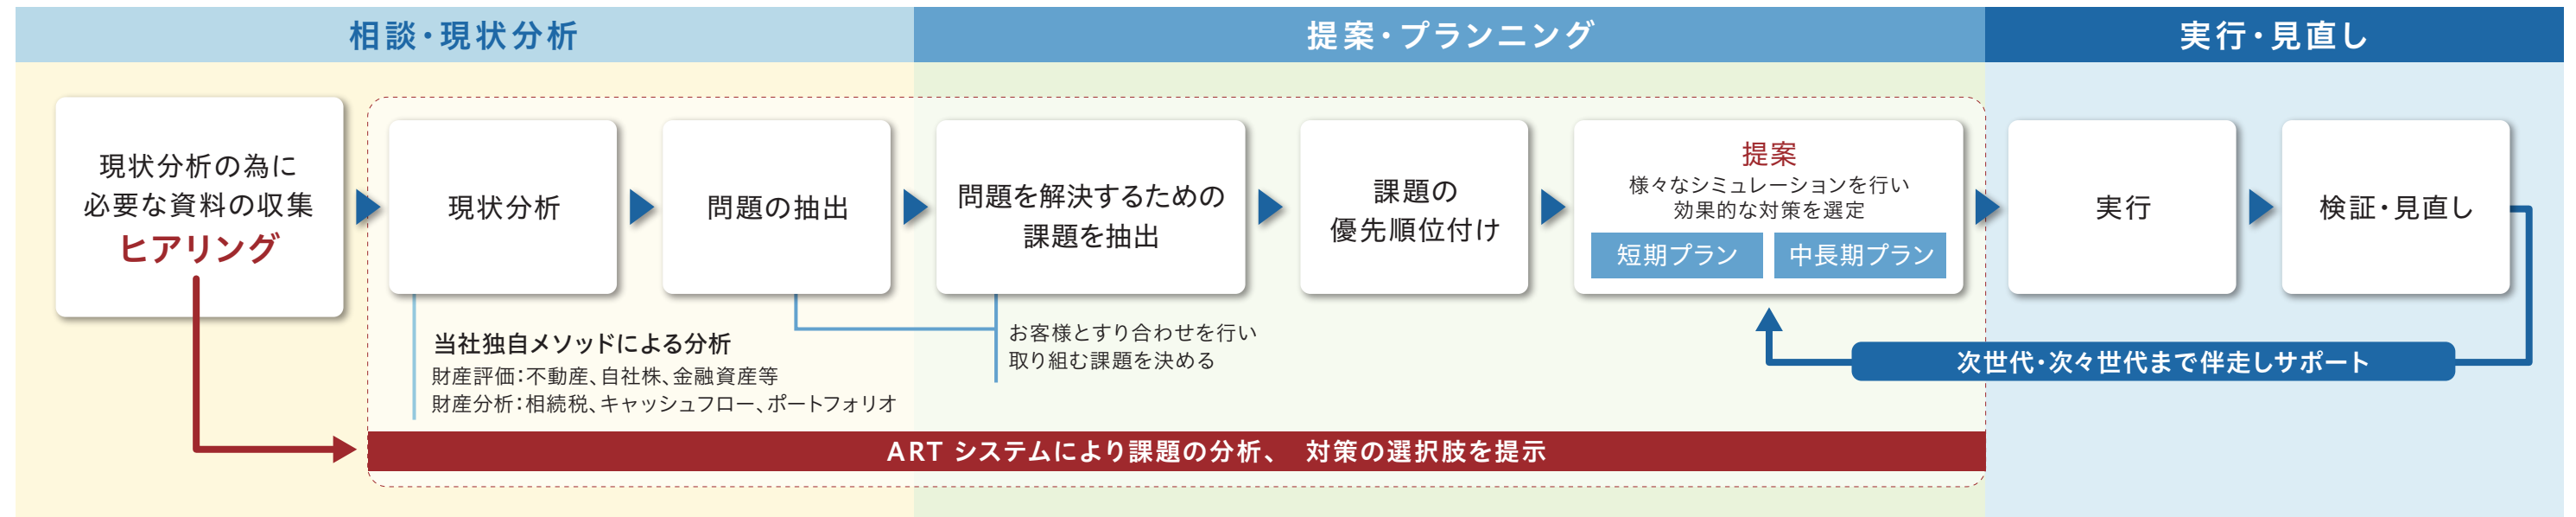 相談・現状分析
提案・プランニング
実行・見直し
現状分析の為に
必要な資料の収集
ヒアリング
現状分析
問題の抽出
問題を解決するための
課題を抽出
課題の
優先順位付け
提案
様々なシミュレーションを行い
効果的な対策を選定
短期プラン
中長期プラン
実行
検証・見直し
当社独自メソッドによる分析
財産評価：不動産、自社株、金融資産等
財産分析：相続税、キャッシュフロー、ポートフォリオ
お客様とすり合わせを行い
取り組む課題を決める
次世代・次々世代まで伴走しサポート
ART システムにより課題の分析、 対策の選択肢を提示